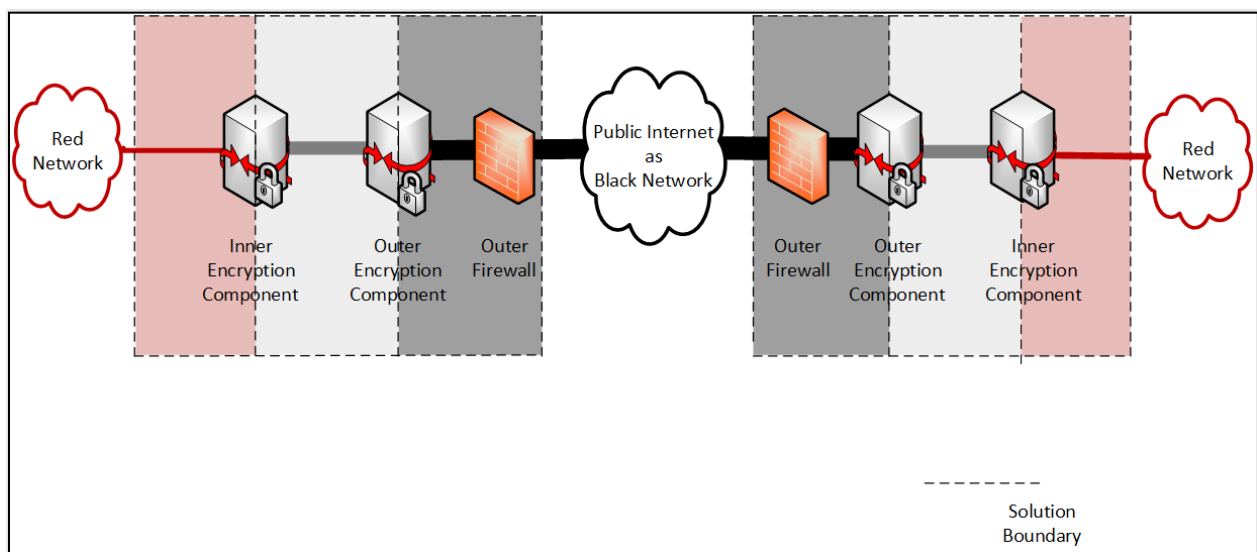 Red
Network
Inner
Encryption
Component
Outer
Encryption
Component
Outer
Firewall
Public Internet
as
Black Network
Outer
Firewall
Outer
Encryption
Component
Inner
Encryption
Component
Red
Network
Solution
Boundary